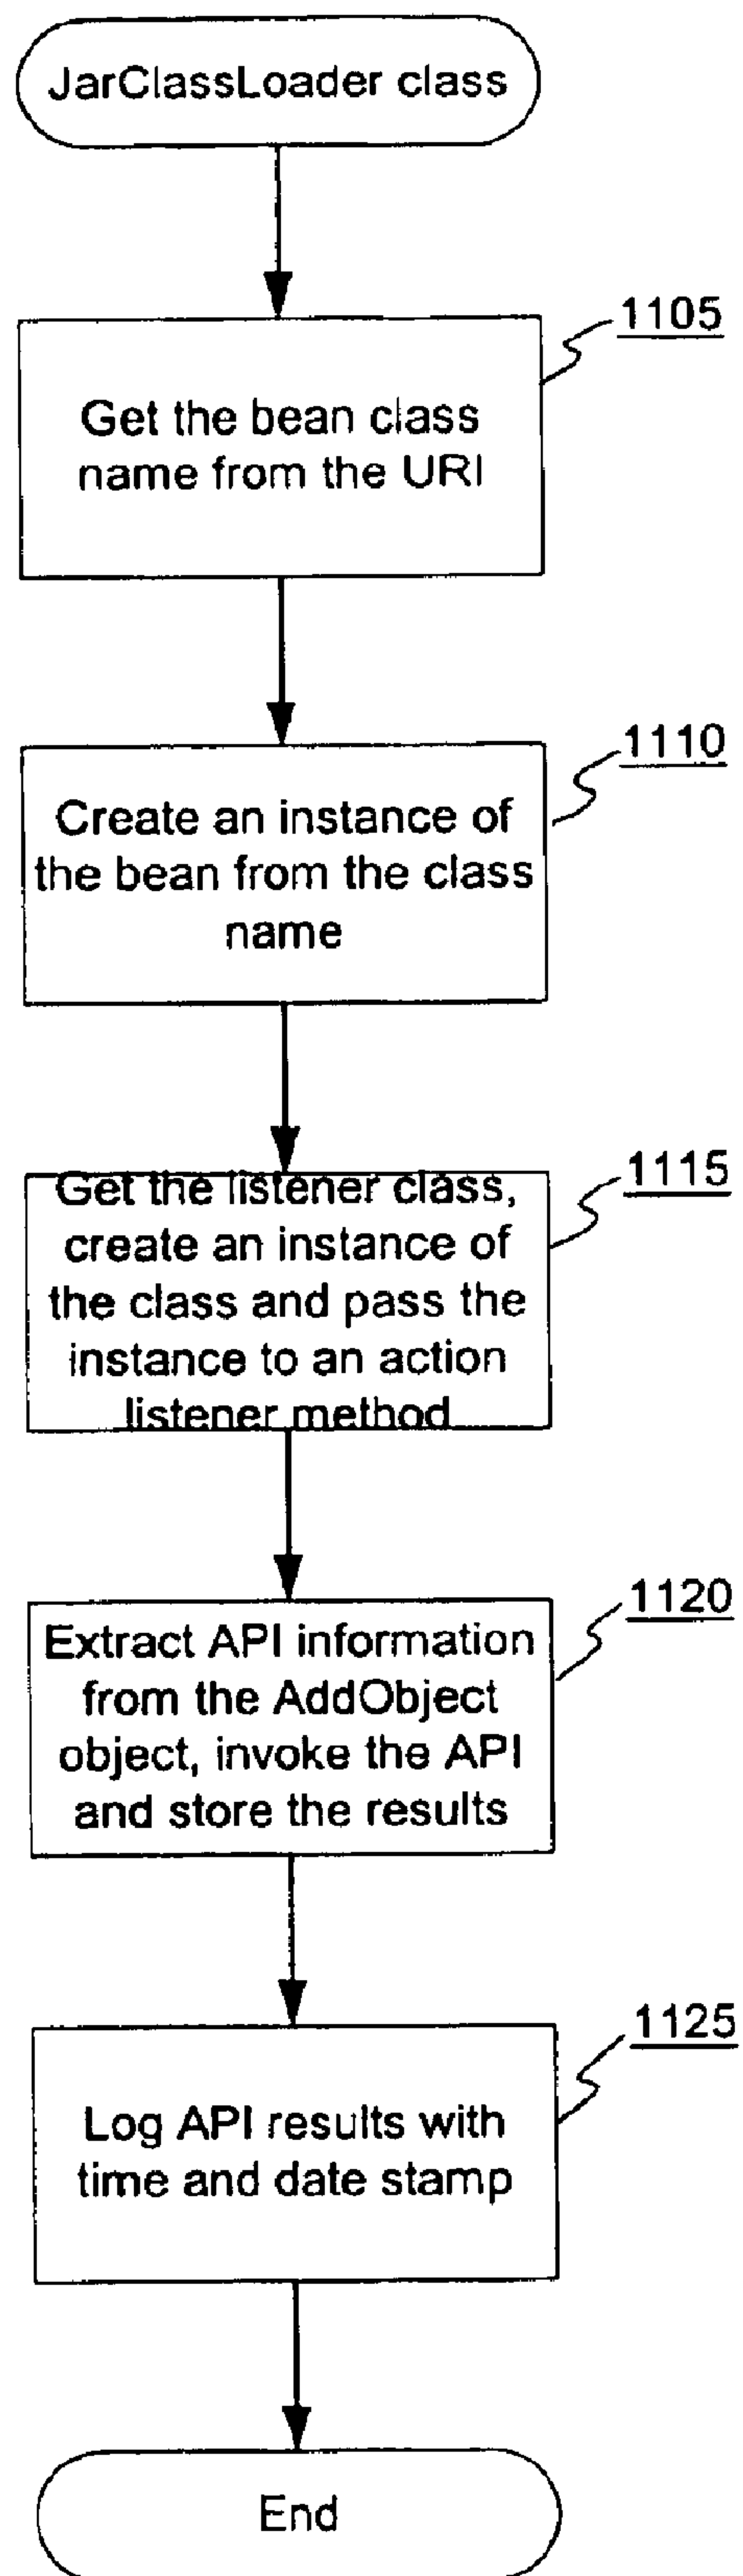 JarClassLoader class
1105
Get the bean class
name from the URI
1110
Create an instance of
the bean from the class
name
1115
Get the listener class,
create an instance of
the class and pass the
instance to an action
listener method
1120
Extract API information
from the AddObject
object, invoke the API
and store the results
1125
Log API results with
time and date stamp
End